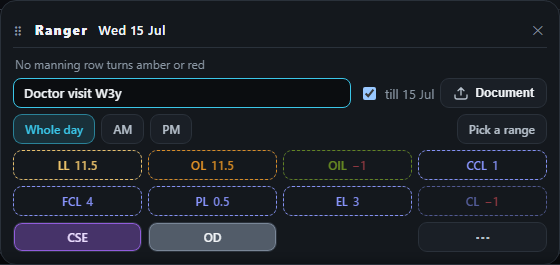 Ranger Wed 15 Jul
No manning row turns amber or red
Doctor visit W3y till 15 Jul Document
Whole day AM PM Pick a range
LL 11.5 OL 11.5 OIL −1 CCL 1
FCL 4 PL 0.5 EL 3 CL −1
CSE OD ---